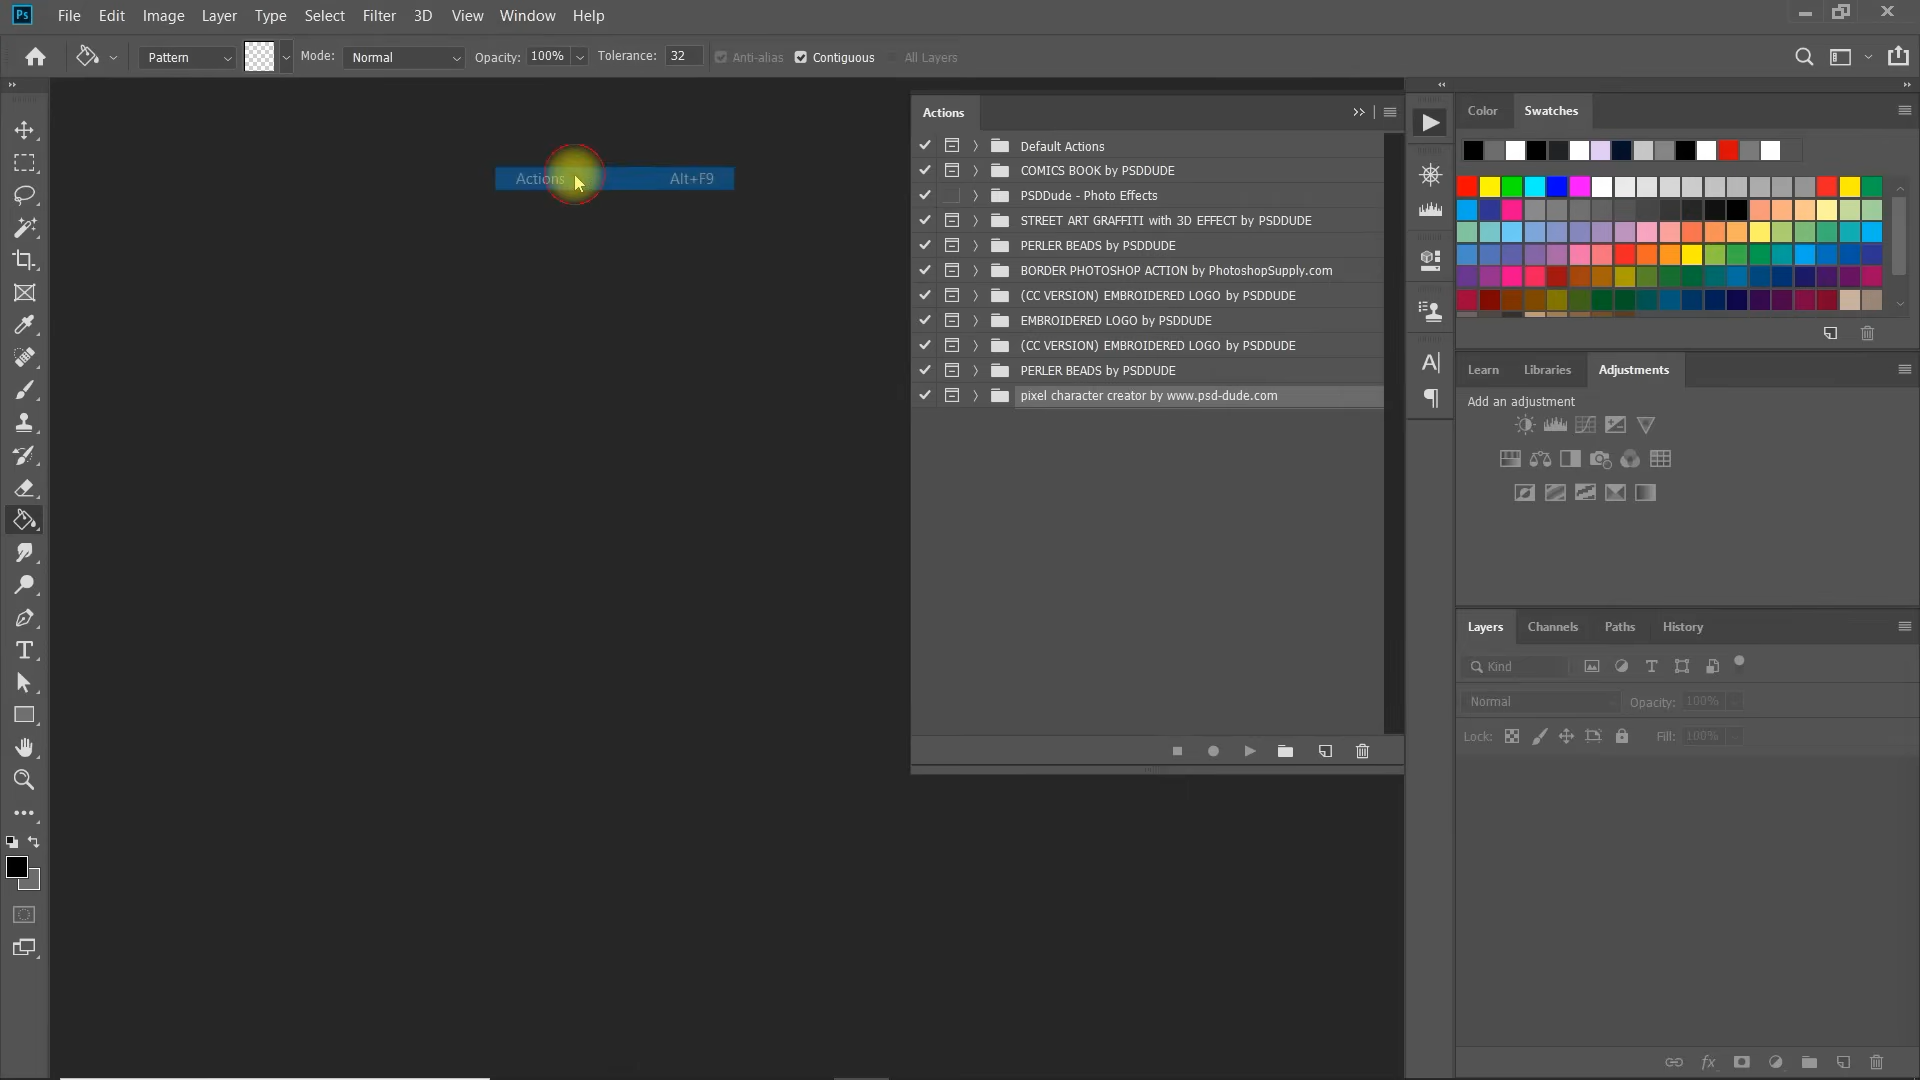 Ps File Edit Image Layer Type Select Filter 3D View Window Help
Pattern Mode: Normal Opacity: 100% Tolerance: 32 Anti-alias Contiguous All Layers
Actions Alt+F9
Actions
Default Actions
COMICS BOOK by PSDDUDE
PSDDude - Photo Effects
STREET ART GRAFFITI with 3D EFFECT by PSDDUDE
PERLER BEADS by PSDDUDE
BORDER PHOTOSHOP ACTION by PhotoshopSupply.com
(CC VERSION) EMBROIDERED LOGO by PSDDUDE
EMBROIDERED LOGO by PSDDUDE
(CC VERSION) EMBROIDERED LOGO by PSDDUDE
PERLER BEADS by PSDDUDE
pixel character creator by www.psd-dude.com
Color Swatches
Learn Libraries Adjustments
Add an adjustment
Layers Channels Paths History
Kind
Normal Opacity: 100%
Lock: Fill: 100%